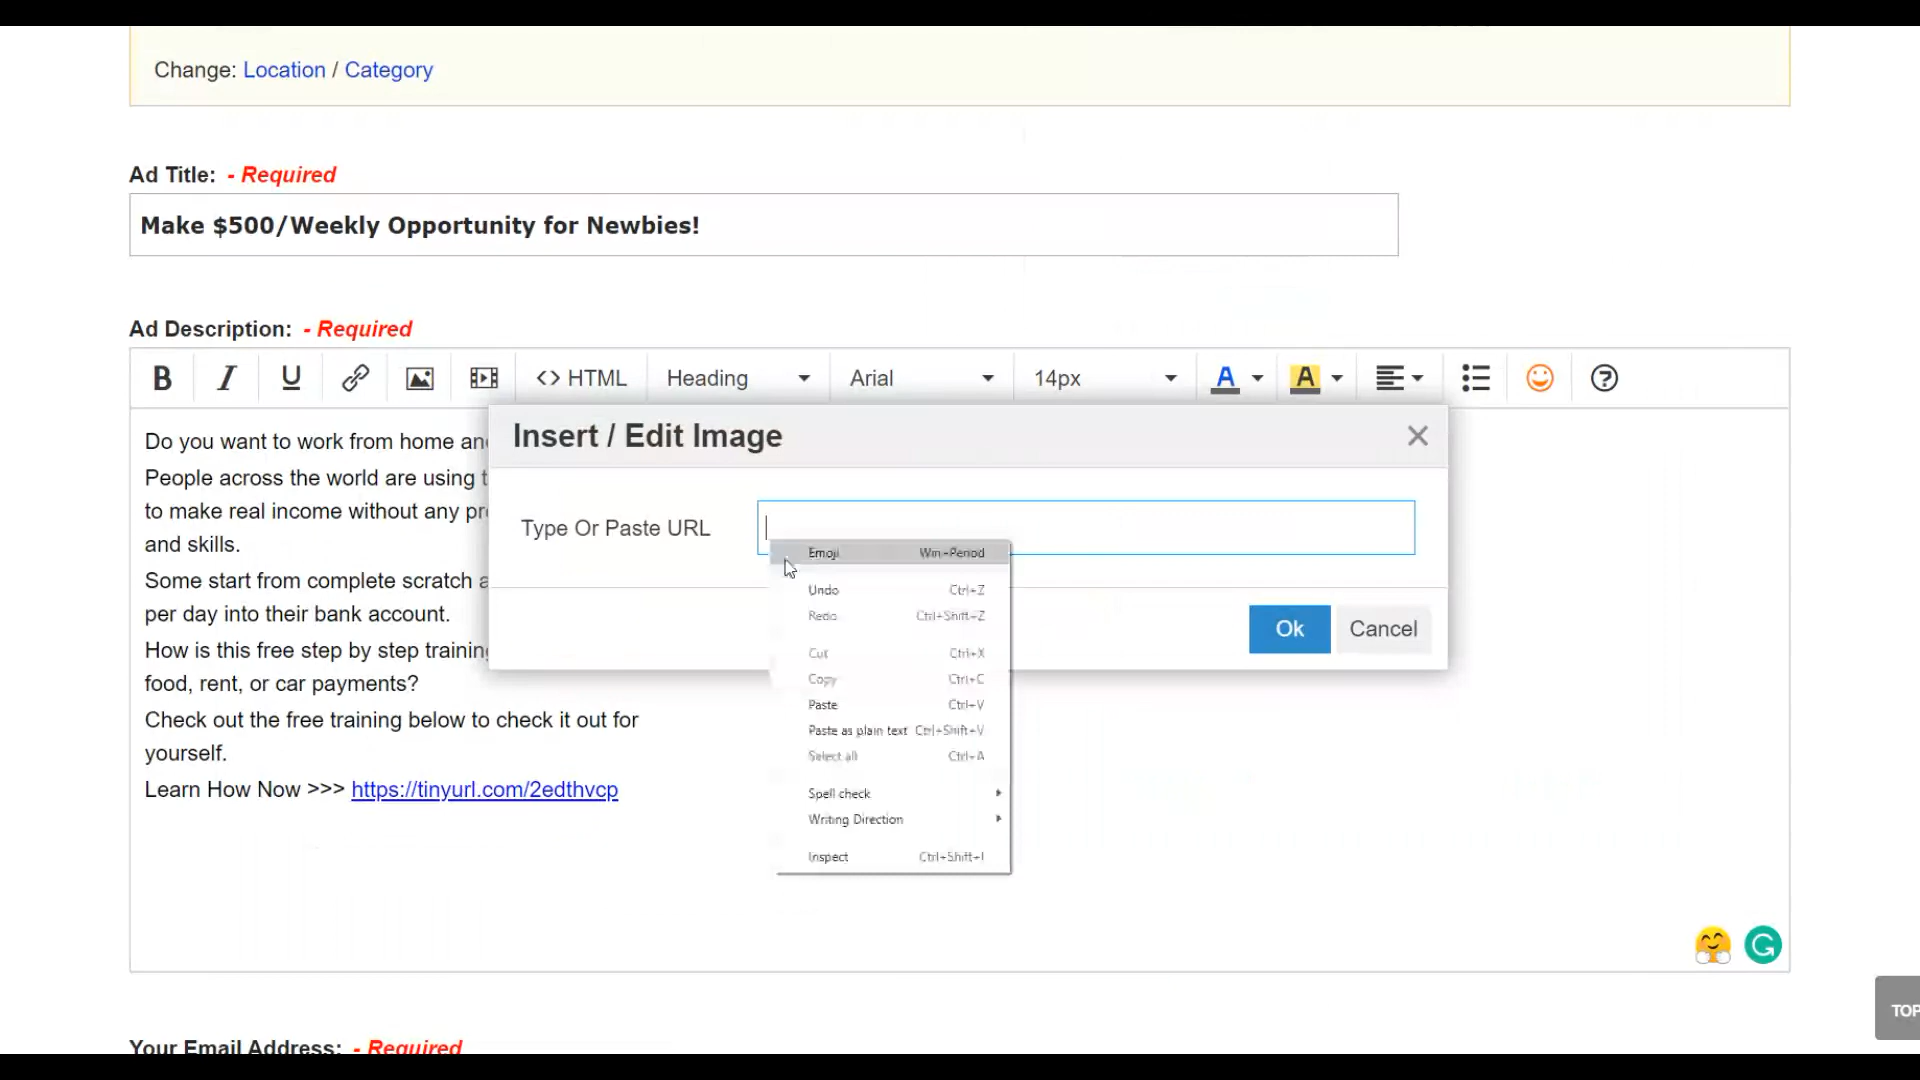 Change: Location / Category
Ad Title: - Required
Make $500/Weekly Opportunity for Newbies!
Ad Description: - Required
B I U <> HTML Heading Arial 14px A A
Insert / Edit Image
Do you want to work from home an
People across the world are using t
to make real income without any pr
and skills.
Some start from complete scratch a
per day into their bank account.
How is this free step by step training
food, rent, or car payments?
Check out the free training below to check it out for
yourself.
Learn How Now >>> https://tinyurl.com/2edthvcp
Type Or Paste URL
Ok Cancel
Emoji Win+Period
Undo Ctrl+Z
Redo Ctrl+Shift+Z
Cut Ctrl+X
Copy Ctrl+C
Paste Ctrl+V
Paste as plain text Ctrl+Shift+V
Select all Ctrl+A
Spell check
Writing Direction
Inspect Ctrl+Shift+I
TOP
Your Email Address: - Required